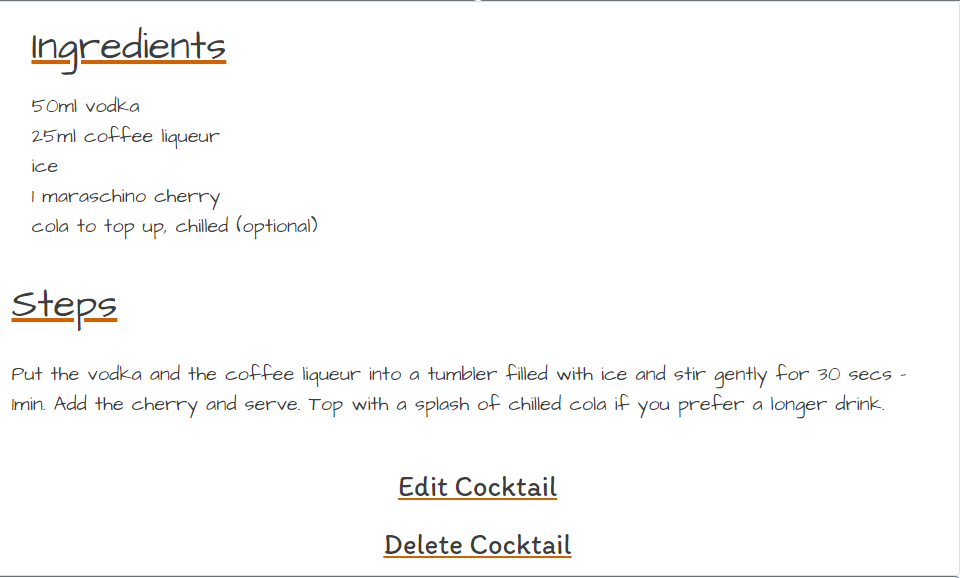 Ingredients
50ml vodka
25ml coffee liqueur
ice
1 maraschino cherry
cola to top up, chilled (optional)
Steps
Put the vodka and the coffee liqueur into a tumbler filled with ice and stir gently for 30 secs -
1min. Add the cherry and serve. Top with a splash of chilled cola if you prefer a longer drink.
Edit Cocktail
Delete Cocktail